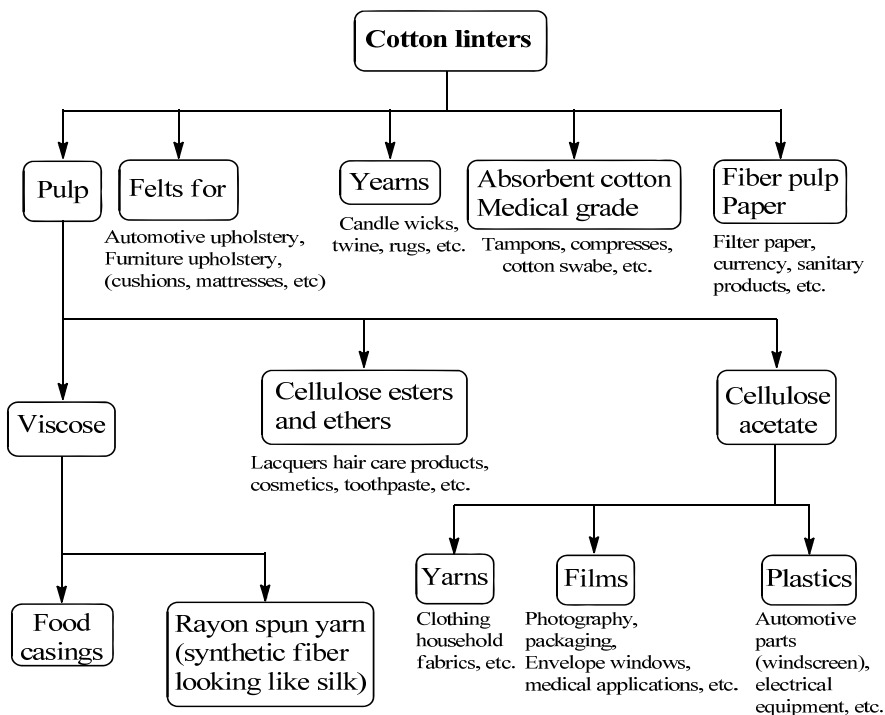 Cotton linters
Pulp
Felts for
Automotive upholstery,
Furniture upholstery,
(cushions, mattresses, etc)
Yearns
Candle wicks,
twine, rugs, etc.
Absorbent cotton
Medical grade
Tampons, compresses,
cotton swabe, etc.
Fiber pulp
Paper
Filter paper,
currency, sanitary
products, etc.
Viscose
Cellulose esters
and ethers
Lacquers hair care products,
cosmetics, toothpaste, etc.
Cellulose
acetate
Food
casings
Rayon spun yarn
(synthetic fiber
looking like silk)
Yarns
Clothing
household
fabrics, etc.
Films
Photography,
packaging,
Envelope windows,
medical applications, etc.
Plastics
Automotive
parts
(windscreen),
electrical
equipment, etc.